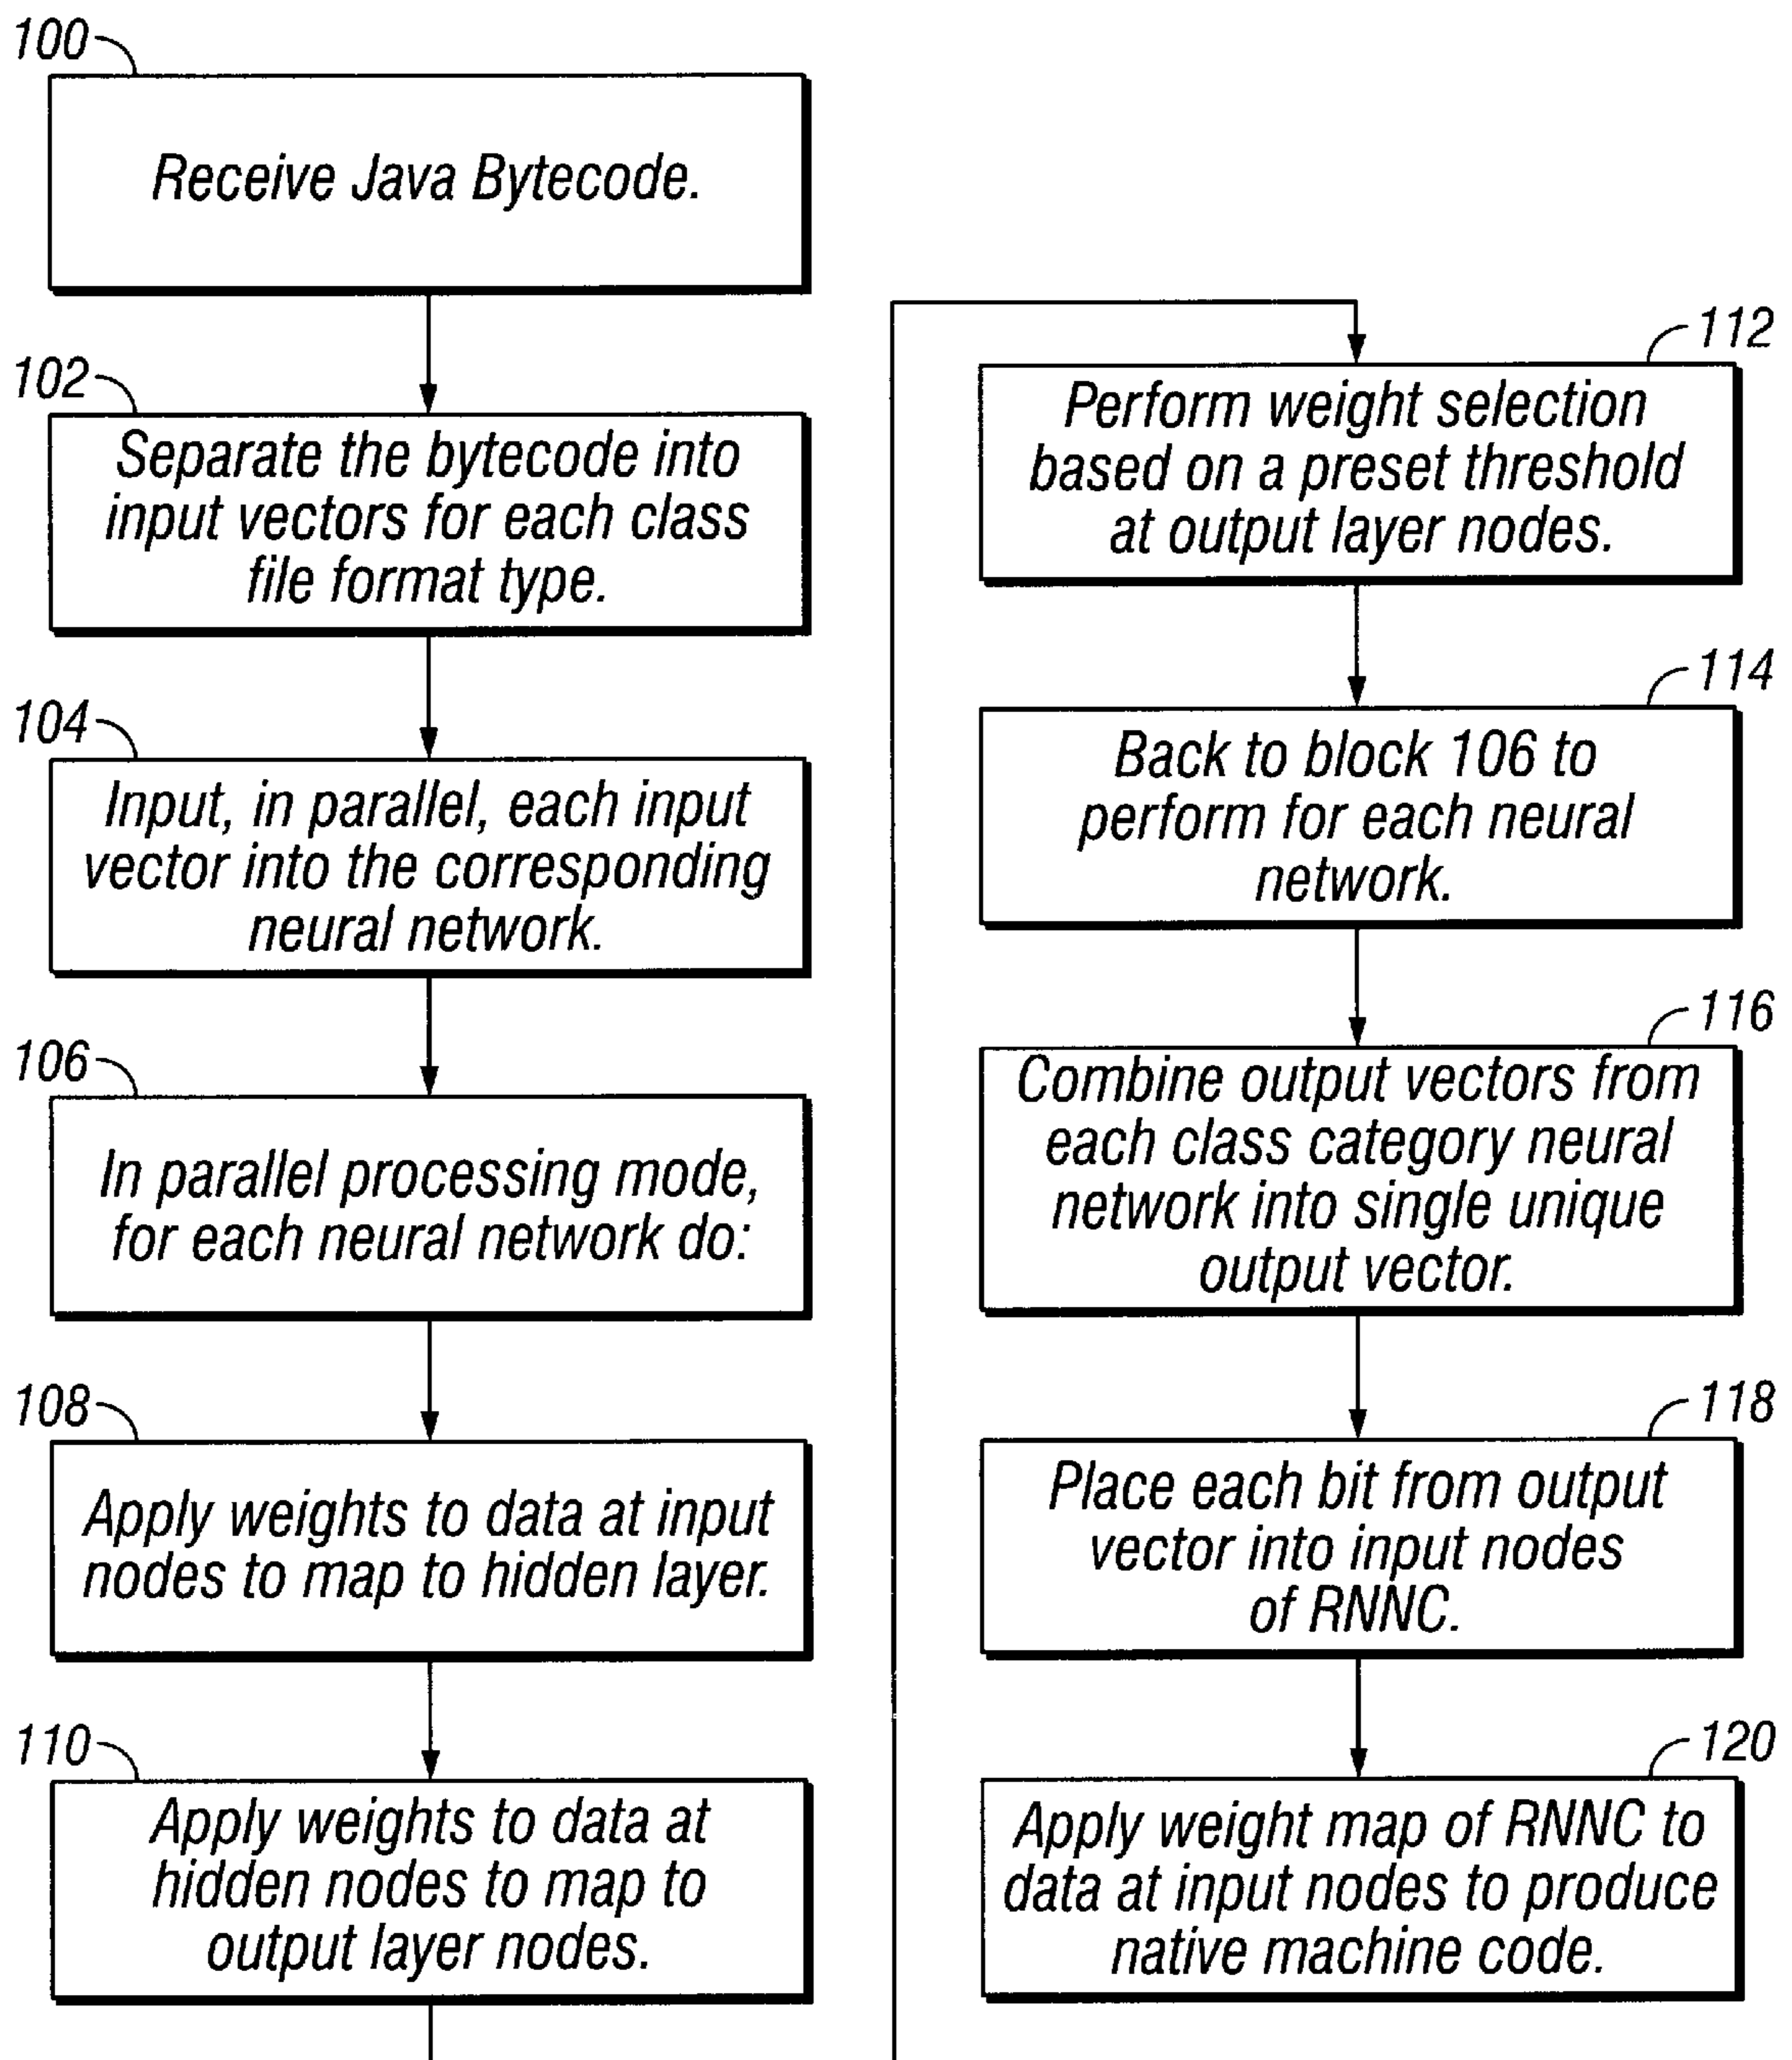 100
Receive Java Bytecode.
102
Separate the bytecode into
input vectors for each class
file format type.
104
Input, in parallel, each input
vector into the corresponding
neural network.
106
In parallel processing mode,
for each neural network do:
108
Apply weights to data at input
nodes to map to hidden layer.
110
Apply weights to data at
hidden nodes to map to
output layer nodes.
112
Perform weight selection
based on a preset threshold
at output layer nodes.
114
Back to block 106 to
perform for each neural
network.
116
Combine output vectors from
each class category neural
network into single unique
output vector.
118
Place each bit from output
vector into input nodes
of RNNC.
120
Apply weight map of RNNC to
data at input nodes to produce
native machine code.